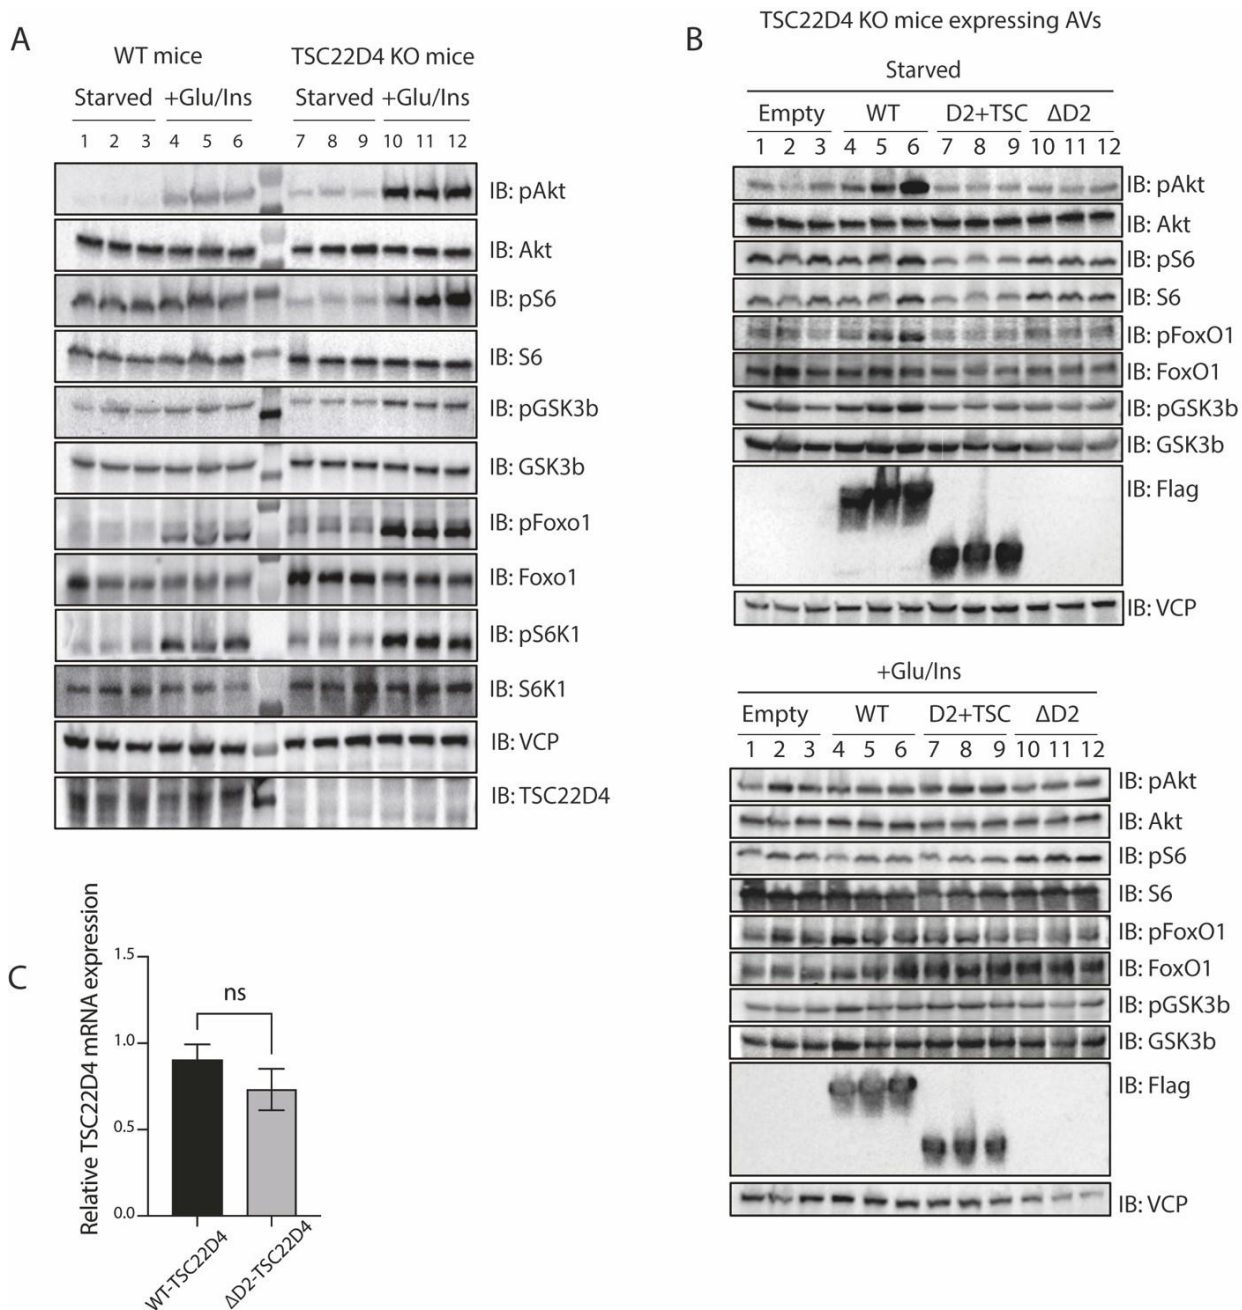 A
WT mice
TSC22D4 KO mice
Starved
+Glu/Ins
Starved
+Glu/Ins
1 2 3 4 5 6 7 8 9 10 11 12
IB: pAkt
IB: Akt
IB: pS6
IB: S6
IB: pGSK3b
IB: GSK3b
IB: pFoxo1
IB: Foxo1
IB: pS6K1
IB: S6K1
IB: VCP
IB: TSC22D4
B
TSC22D4 KO mice expressing AVs
Starved
Empty WT D2+TSC ΔD2
1 2 3 4 5 6 7 8 9 10 11 12
IB: pAkt
IB: Akt
IB: pS6
IB: S6
IB: pFoxO1
IB: FoxO1
IB: pGSK3b
IB: GSK3b
IB: Flag
IB: VCP
+Glu/Ins
Empty WT D2+TSC ΔD2
1 2 3 4 5 6 7 8 9 10 11 12
IB: pAkt
IB: Akt
IB: pS6
IB: S6
IB: pFoxO1
IB: FoxO1
IB: pGSK3b
IB: GSK3b
IB: Flag
IB: VCP
C
Relative TSC22D4 mRNA expression
1.5
1.0
0.5
0.0
ns
WT-TSC22D4
ΔD2-TSC22D4